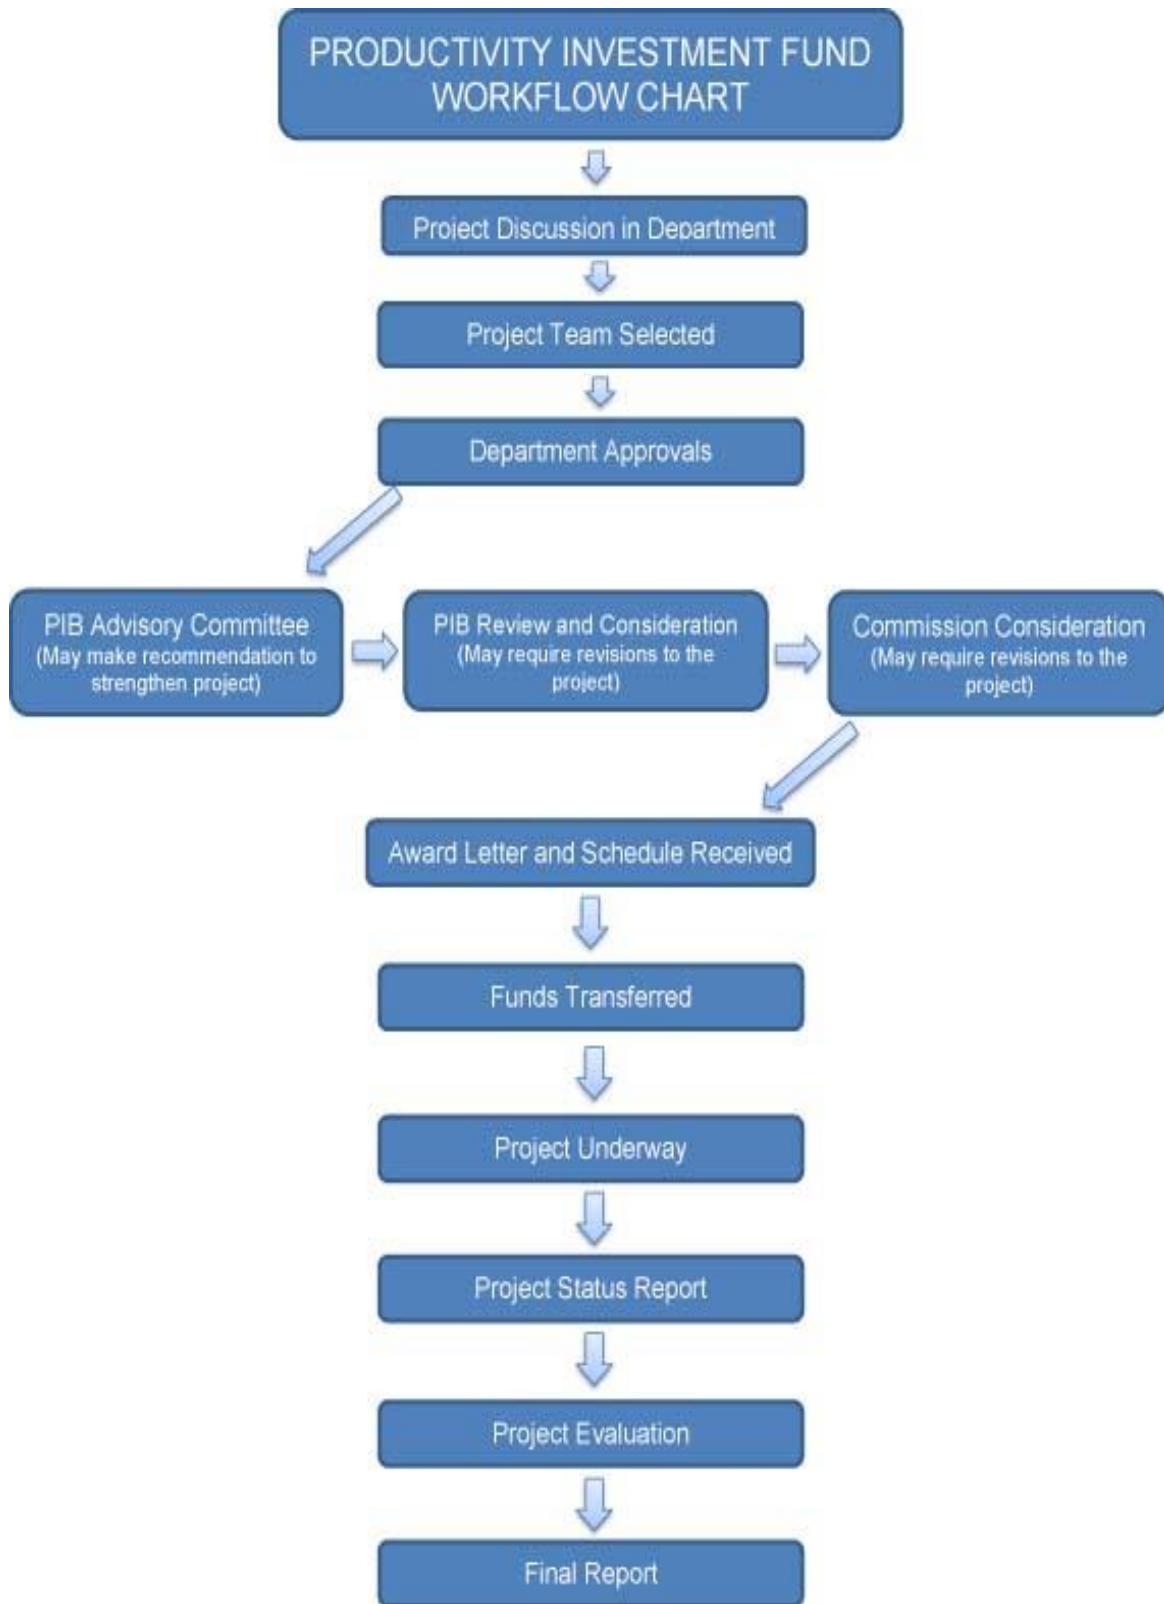 PRODUCTIVITY INVESTMENT FUND
WORKFLOW CHART
Project Discussion in Department
Project Team Selected
Department Approvals
PIB Advisory Committee
(May make recommendation to
strengthen project)
PIB Review and Consideration
(May require revisions to the
project)
Commission Consideration
(May require revisions to the
project)
Award Letter and Schedule Received
Funds Transferred
Project Underway
Project Status Report
Project Evaluation
Final Report